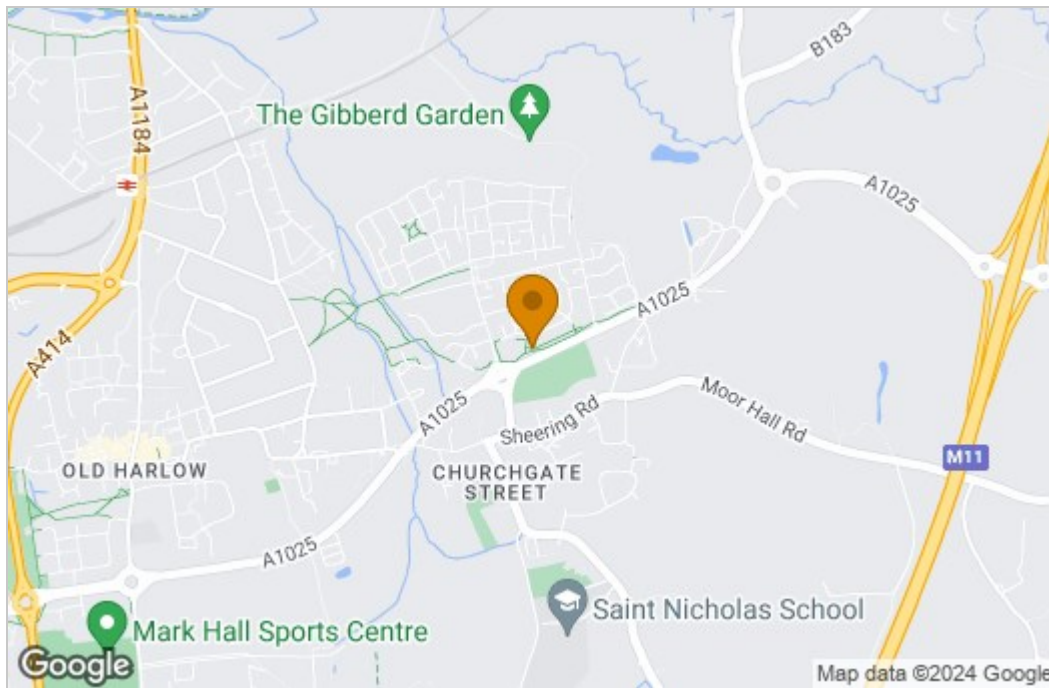 B183
A1184
The Gibberd Garden
A1025
A1025
A414
Moor Hall Rd
A1025
Sheering Rd
M11
OLD HARLOW
CHURCHGATE
STREET
A1025
Saint Nicholas School
Mark Hall Sports Centre
Google
Map data ©2024 Google